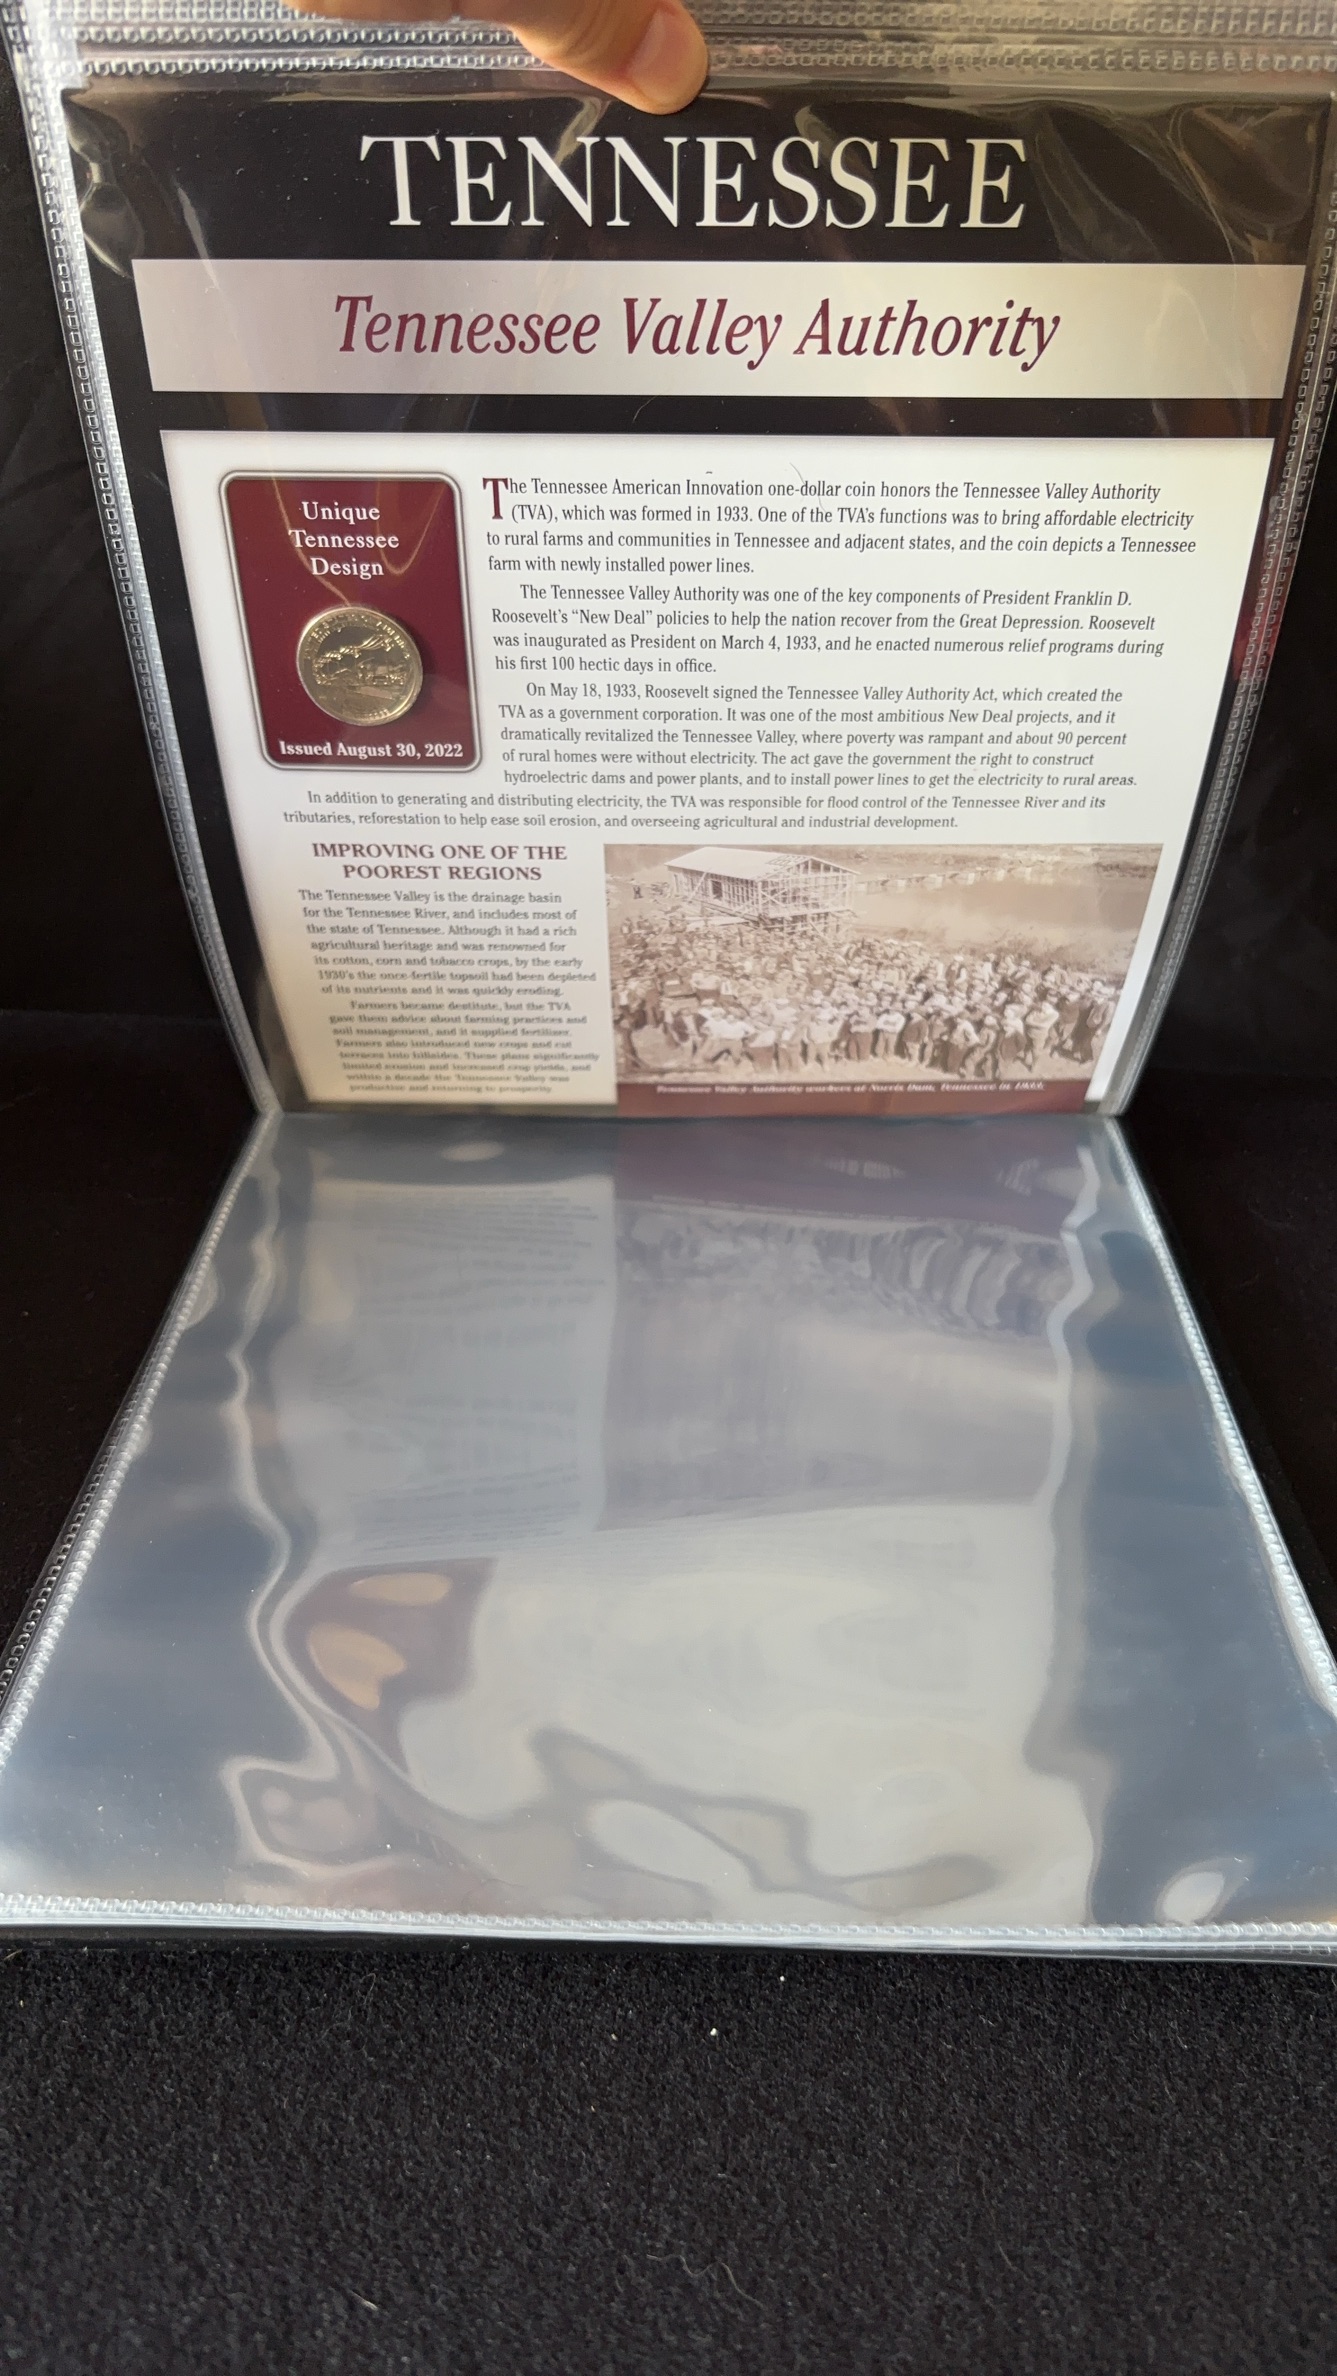 TENNESSEE
Tennessee Valley Authority
Unique
Tennessee
Design
Issued August 30, 2022
The Tennessee American Innovation one-dollar coin honors the Tennessee Valley Authority
(TVA), which was formed in 1933. One of the TVA's functions was to bring affordable electricity
to rural farms and communities in Tennessee and adjacent states, and the coin depicts a Tennessee
farm with newly installed power lines.
The Tennessee Valley Authority was one of the key components of President Franklin D.
Roosevelt's “New Deal” policies to help the nation recover from the Great Depression. Roosevelt
was inaugurated as President on March 4, 1933, and he enacted numerous relief programs during
his first 100 hectic days in office.
On May 18, 1933, Roosevelt signed the Tennessee Valley Authority Act, which created the
TVA as a government corporation. It was one of the most ambitious New Deal projects, and it
dramatically revitalized the Tennessee Valley, where poverty was rampant and about 90 percent
of rural homes were without electricity. The act gave the government the right to construct
hydroelectric dams and power plants, and to install power lines to get the electricity to rural areas.
In addition to generating and distributing electricity, the TVA was responsible for flood control of the Tennessee River and its
tributaries, reforestation to help ease soil erosion, and overseeing agricultural and industrial development.
IMPROVING ONE OF THE
POOREST REGIONS
The Tennessee Valley is the drainage basin
for the Tennessee River, and includes most of
the state of Tennessee. Although it had a rich
agricultural heritage and was renowned for
its cotton, corn and tobacco crops, by the early
1930's the once-fertile topsoil had been depleted
of its nutrients and it was quickly eroding.
Farmers became destitute, but the TVA
gave them advice about farming practices and
soil management, and it supplied fertilizer.
Farmers also introduced new crops and cut
terraces into hillsides. These plans significantly
limited erosion and increased crop yields, and
within a decade the Tennessee Valley was
productive and returning to prosperity.
Tennessee Valley Authority workers at Norris Dam, Tennessee in